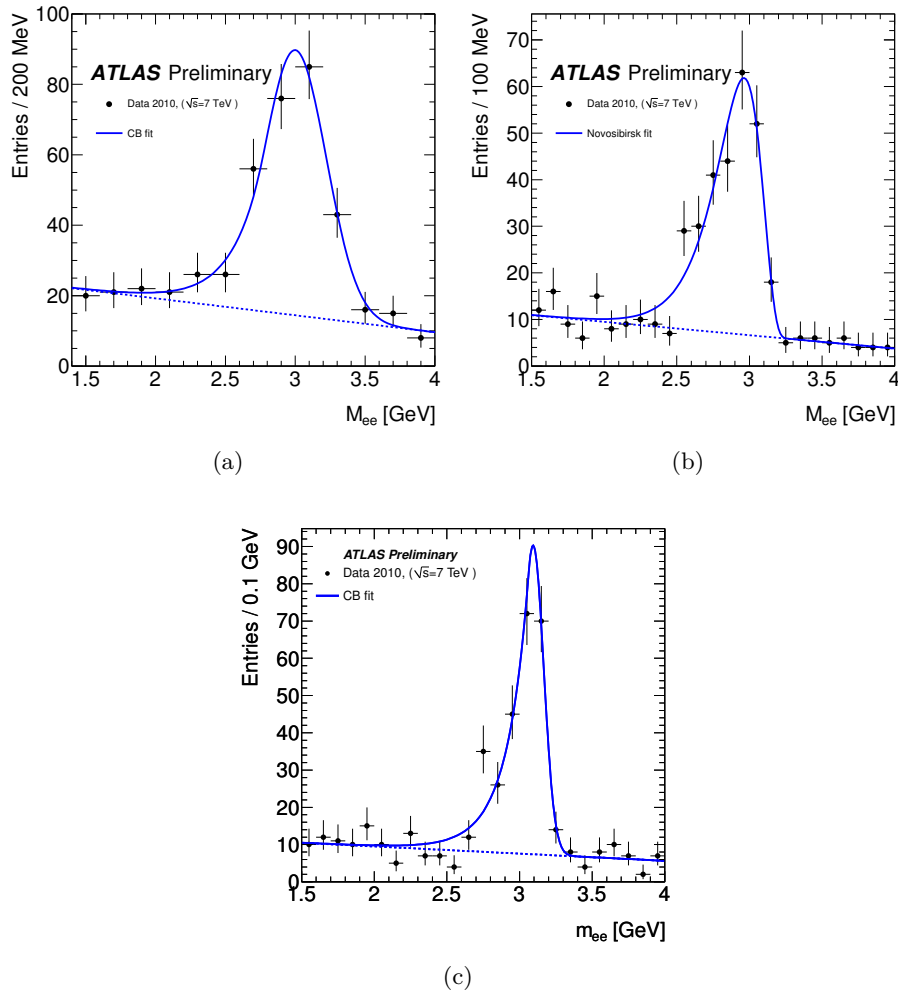 Entries / 200 MeV
100
80
60
40
20
0
ATLAS Preliminary
Data 2010, (√s=7 TeV )
CB fit
1.5 2 2.5 3 3.5 4
M_ee [GeV]
(a)
Entries / 100 MeV
70
60
50
40
30
20
10
0
ATLAS Preliminary
Data 2010, (√s=7 TeV )
Novosibirsk fit
1.5 2 2.5 3 3.5 4
M_ee [GeV]
(b)
Entries / 0.1 GeV
90
80
70
60
50
40
30
20
10
0
ATLAS Preliminary
Data 2010, (√s=7 TeV )
CB fit
1.5 2 2.5 3 3.5 4
m_ee [GeV]
(c)